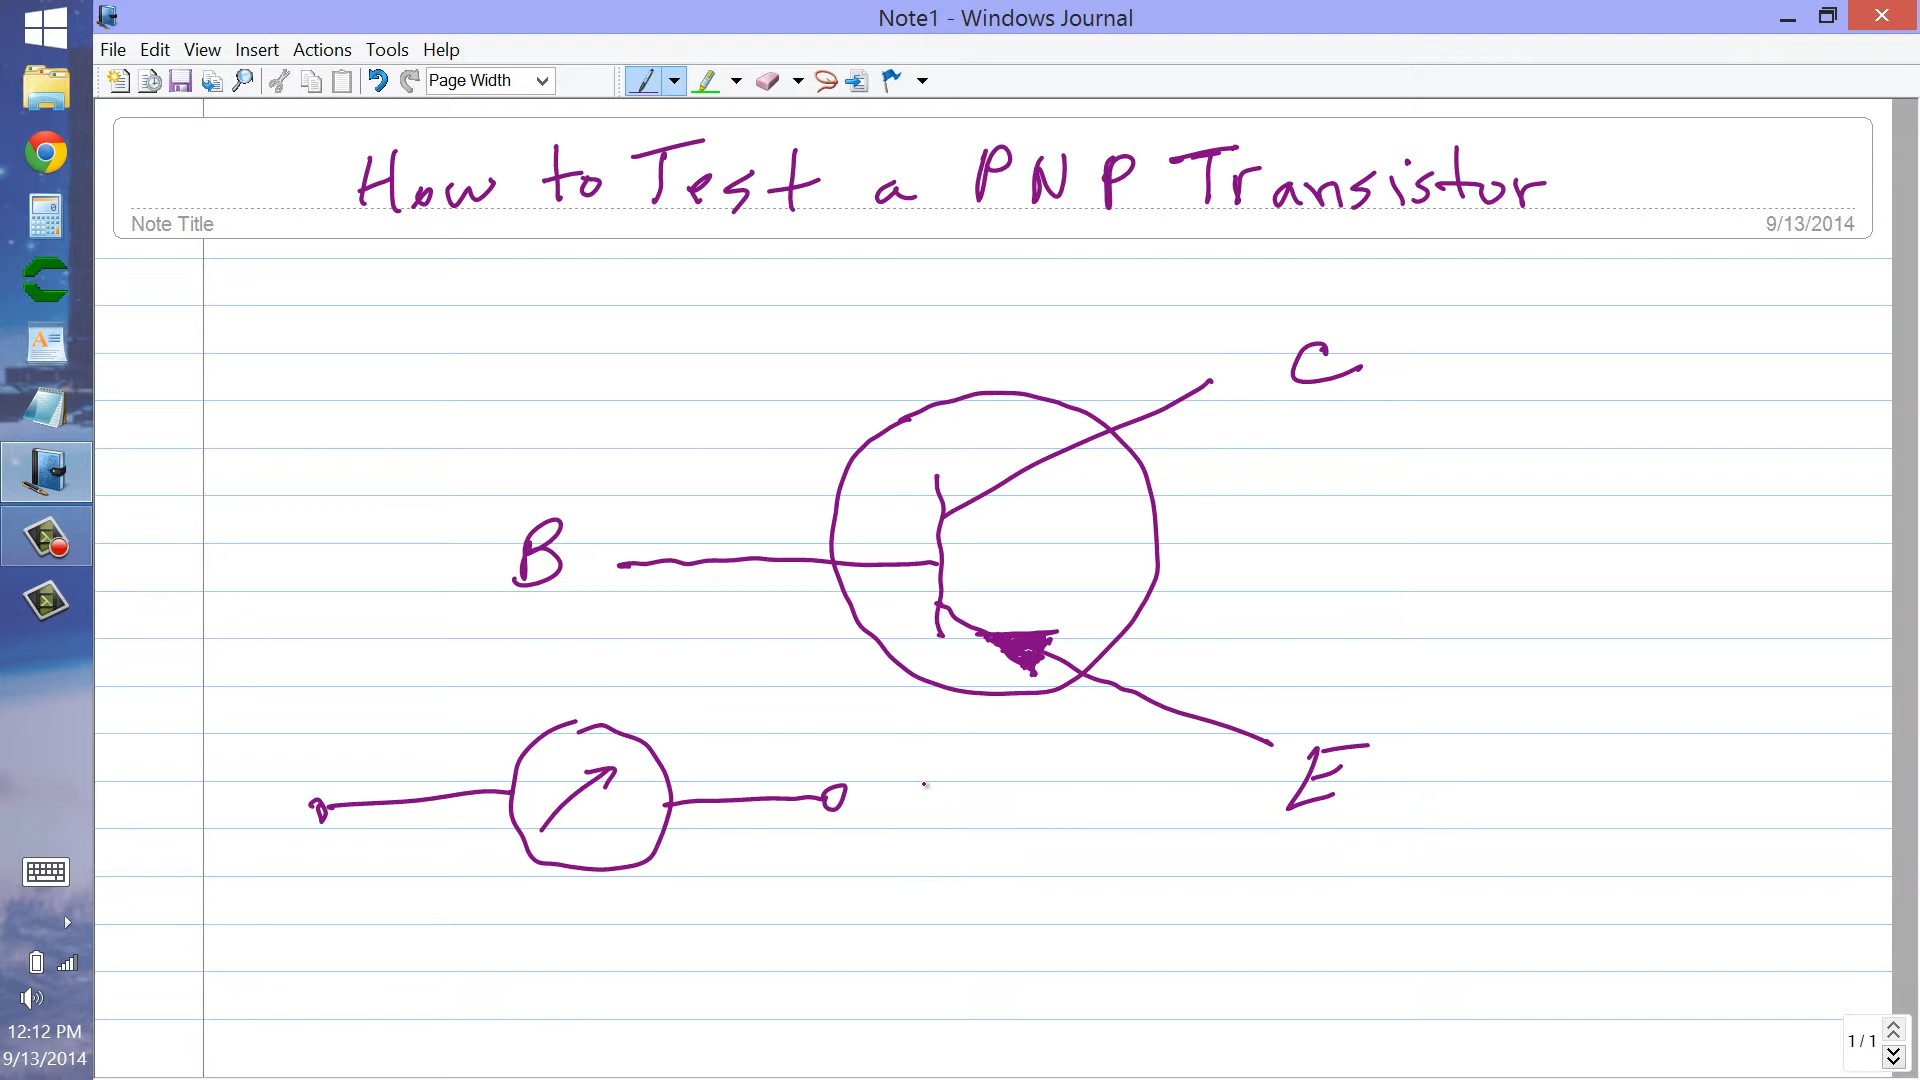 Note1 - Windows Journal
File Edit View Insert Actions Tools Help
Page Width
How to Test a PNP Transistor
Note Title
9/13/2014
C
B
E
12:12 PM
9/13/2014
1 / 1